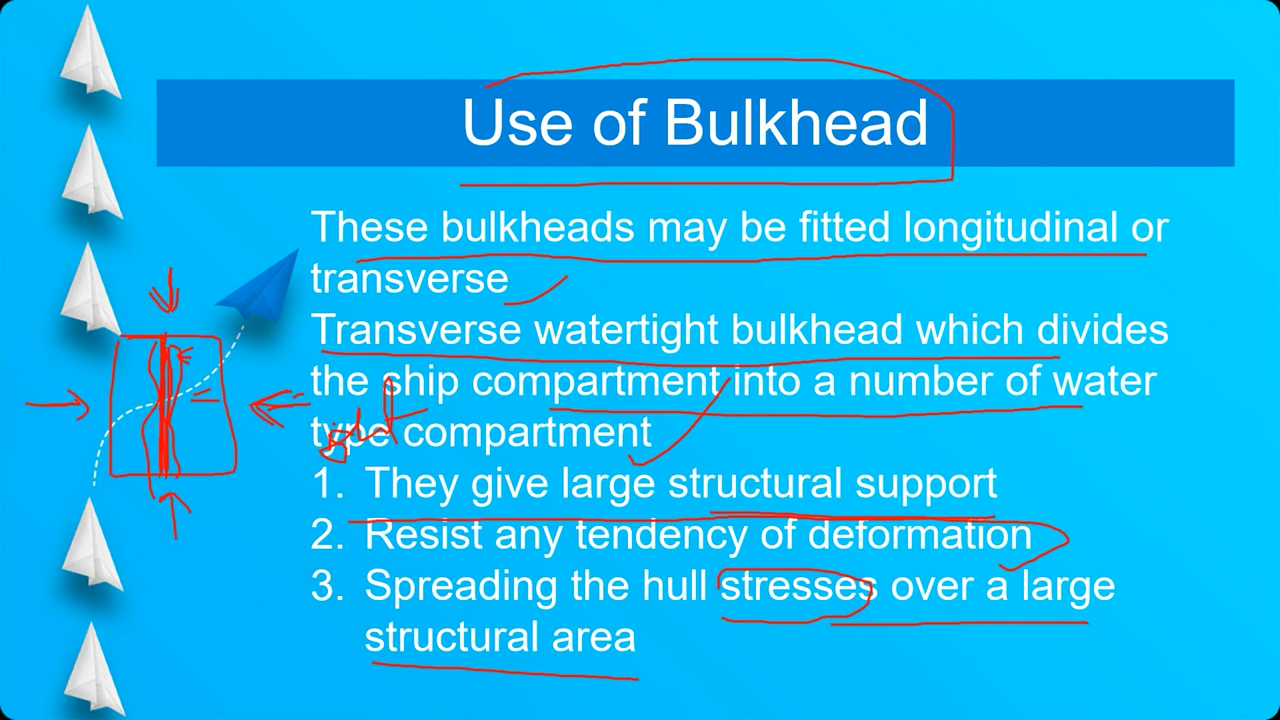 Use of Bulkhead
These bulkheads may be fitted longitudinal or
transverse
Transverse watertight bulkhead which divides
the ship compartment into a number of water
type compartment
1. They give large structural support
2. Resist any tendency of deformation
3. Spreading the hull stresses over a large
structural area